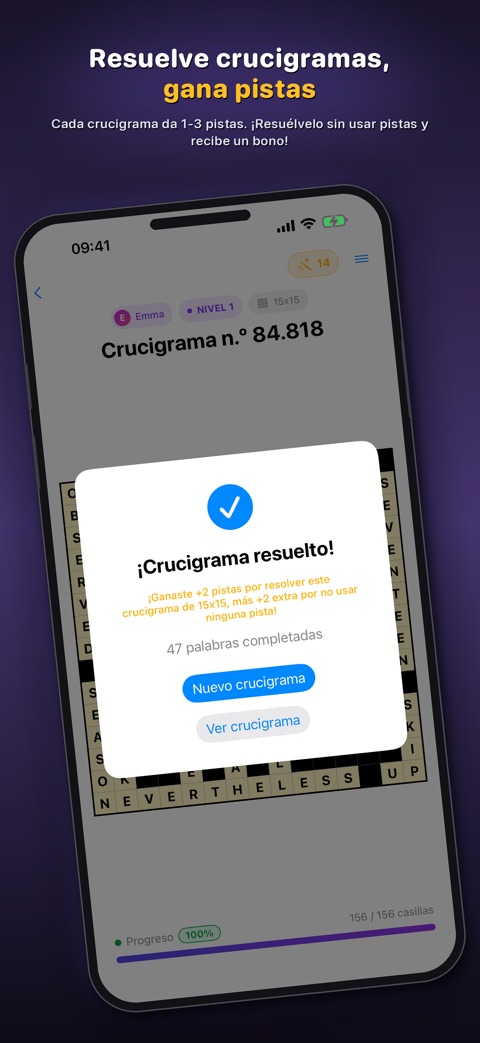 Resuelve crucigramas,
gana pistas
Cada crucigrama da 1-3 pistas. ¡Resuélvelo sin usar pistas y
recibe un bono!
09:41
14
E Emma
NIVEL 1
15x15
Crucigrama n.º 84.818
O
B
S
E
R
V
E
D
S
E
A
S
O
S
E
V
E
N
T
E
E
N
S
K
I
¡Crucigrama resuelto!
¡Ganaste +2 pistas por resolver este
crucigrama de 15x15, más +2 extra por no usar
ninguna pista!
47 palabras completadas
Nuevo crucigrama
Ver crucigrama
K E A L
N E V E R T H E L E S S U P
Progreso 100%
156 / 156 casillas